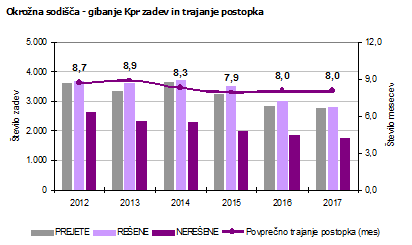 Okrožna sodišča - gibanje Kpr zadev in trajanje postopka
5.000
4.000
3.000
2.000
1.000
0
12,0
9,0
6,0
3,0
0,0
Število zadev
Število mesecev
8,7 8,9 8,3 7,9 8,0 8,0
2012 2013 2014 2015 2016 2017
PREJETE REŠENE NEREŠENE Povprečno trajanje postopka (mes)